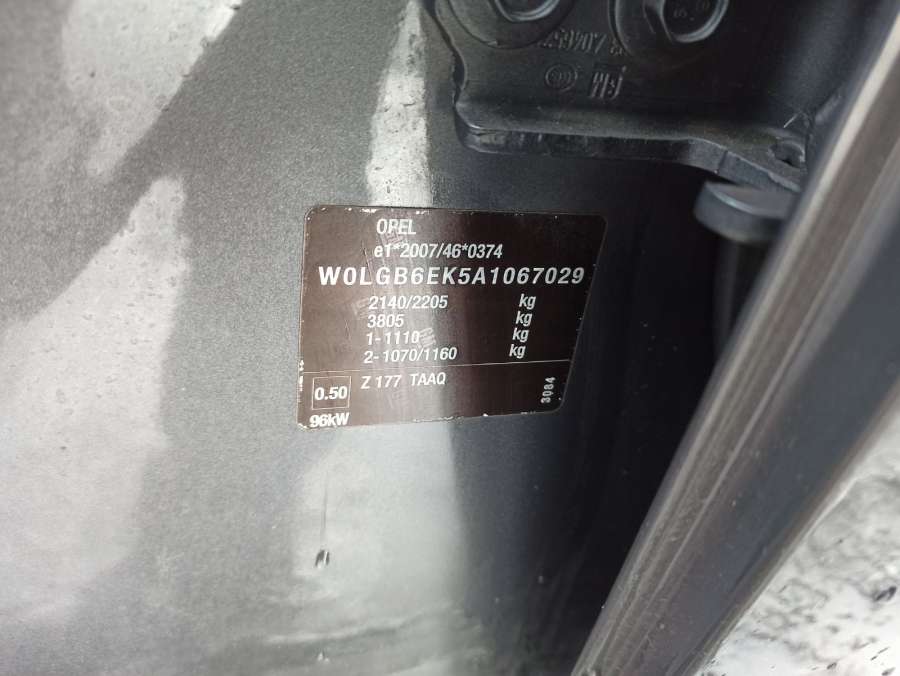 OPEL
e1*2007/46*0374
W0LGB6EK5A1067029
2140/2205 kg
3805 kg
1-1110 kg
2-1070/1160 kg
0.50 Z 177 TAAQ
96kW
3084